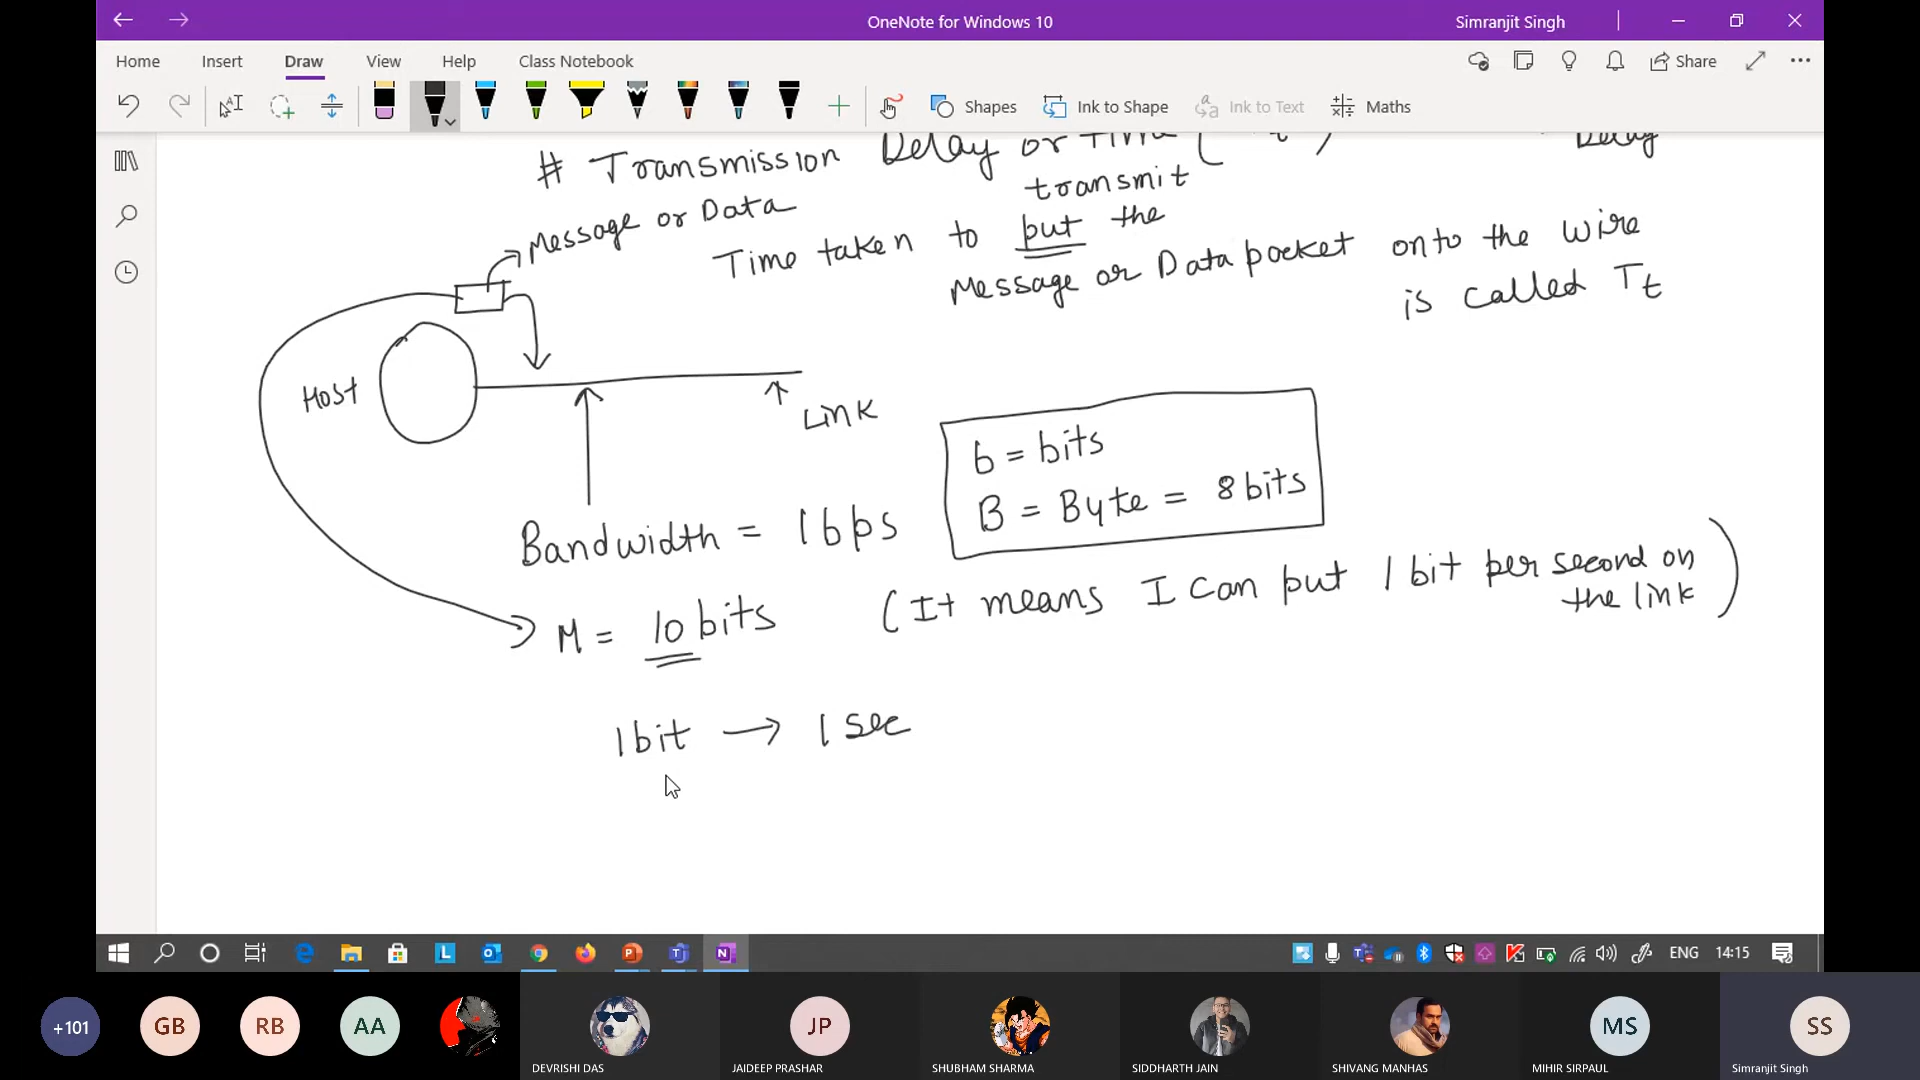 OneNote for Windows 10
Simranjit Singh
Home Insert Draw View Help Class Notebook
Share
Shapes Ink to Shape Ink to Text Maths
# Transmission Delay or Time (
t )
Delay
transmit
Message or Data
Time taken to put the
Message or Data packet onto the wire
is called Tt
Host
Link
b = bits
B = Byte = 8 bits
Bandwidth = 1 bps
(It means I can put 1 bit per second on
the link)
M = 10 bits
1 bit → 1 sec
ENG 14:15
+101 GB RB AA JP MS SS
DEVRISHI DAS JAIDEEP PRASHAR SHUBHAM SHARMA SIDDHARTH JAIN SHIVANG MANHAS MIHIR SIRPAUL Simranjit Singh